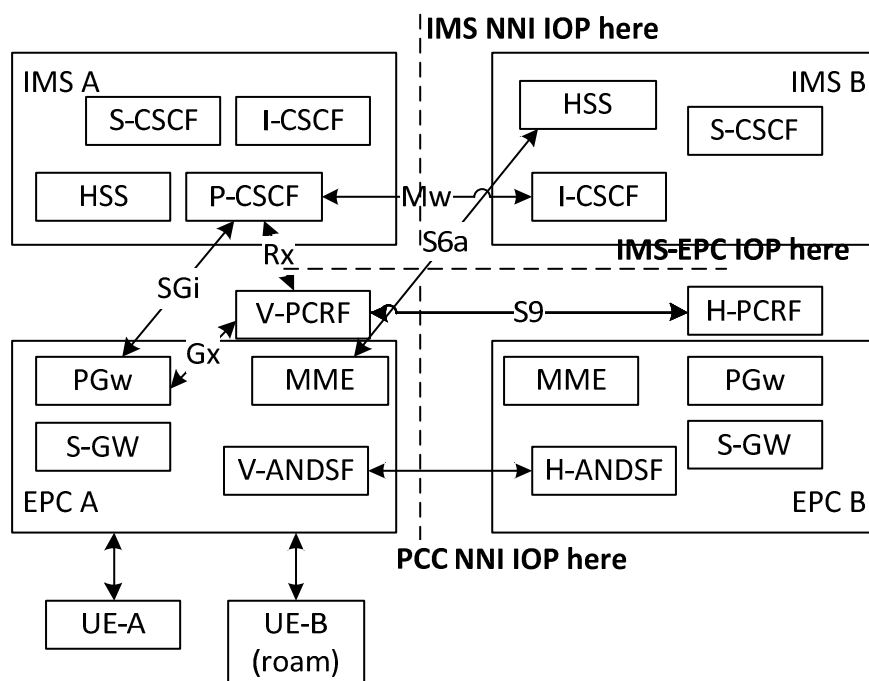 IMS NNI IOP here
IMS A
IMS B
HSS
S-CSCF
I-CSCF
S-CSCF
HSS
P-CSCF
Mw
I-CSCF
Rx
S6a
IMS-EPC IOP here
SGi
V-PCRF
S9
H-PCRF
Gx
PGw
MME
MME
PGw
S-GW
S-GW
V-ANDSF
H-ANDSF
EPC A
EPC B
PCC NNI IOP here
UE-A
UE-B
(roam)